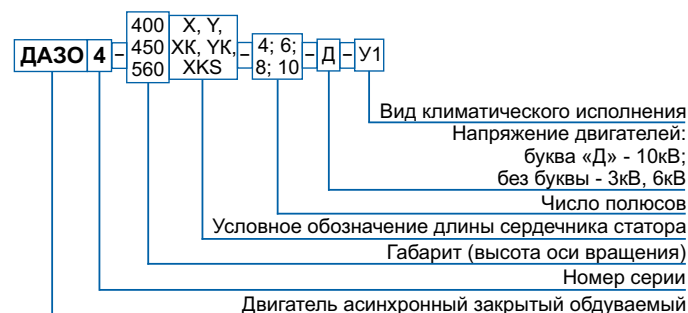 400 X, Y,
ДАЗО 4 – 450 ХК, YК, – 4; 6; – Д – У1
560 XKS 8; 10
Вид климатического исполнения
Напряжение двигателей:
буква «Д» - 10кВ;
без буквы - 3кВ, 6кВ
Число полюсов
Условное обозначение длины сердечника статора
Габарит (высота оси вращения)
Номер серии
Двигатель асинхронный закрытый обдуваемый